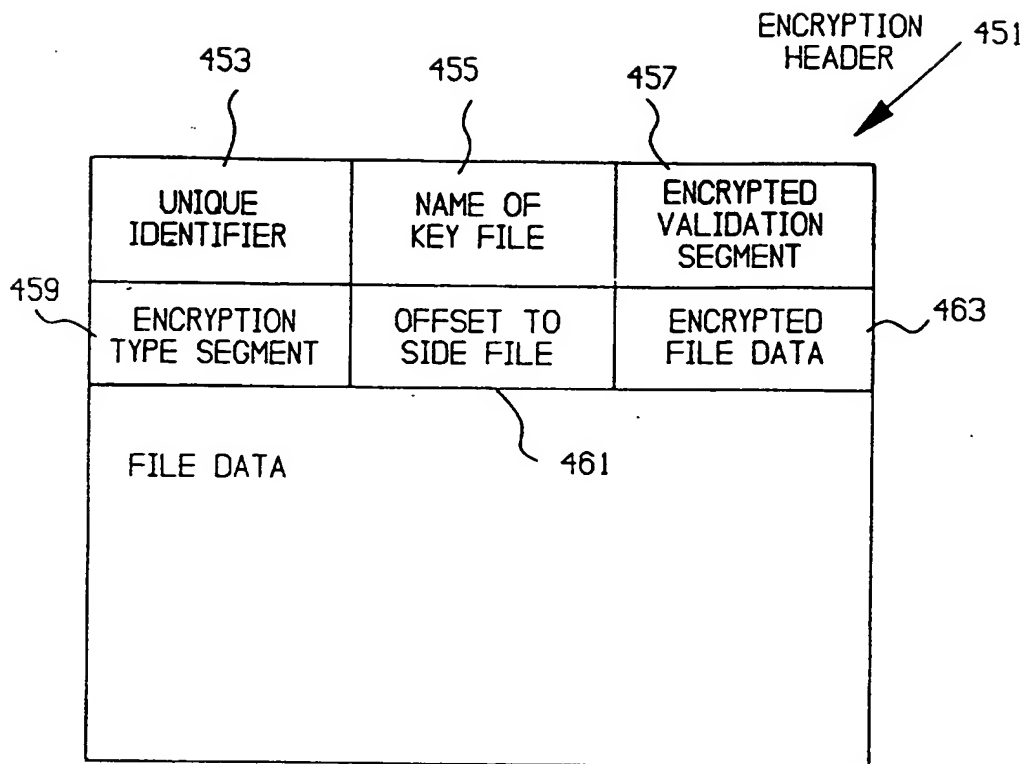 ENCRYPTION
HEADER
451
453
455
457
UNIQUE
IDENTIFIER
NAME OF
KEY FILE
ENCRYPTED
VALIDATION
SEGMENT
459
ENCRYPTION
TYPE SEGMENT
OFFSET TO
SIDE FILE
ENCRYPTED
FILE DATA
463
461
FILE DATA